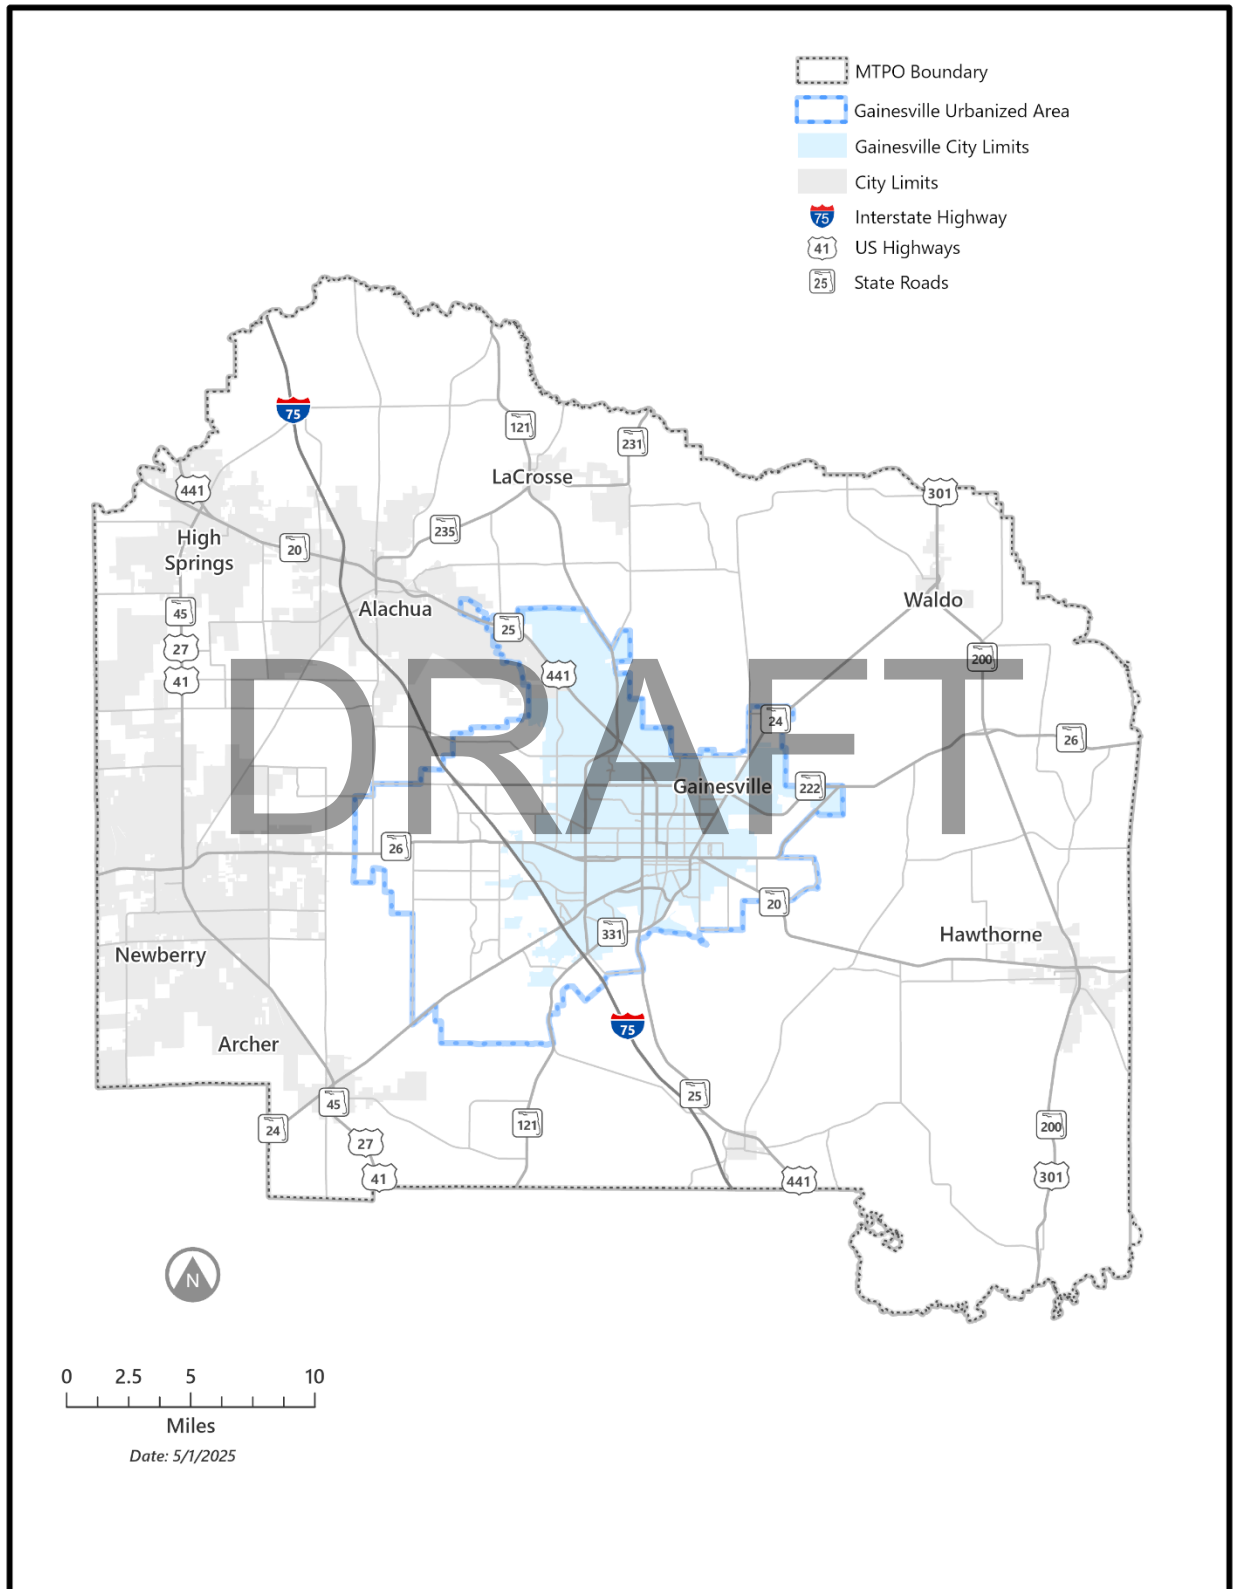 MTPO Boundary
Gainesville Urbanized Area
Gainesville City Limits
City Limits
75 Interstate Highway
41 US Highways
25 State Roads
75
121
231
LaCrosse
441
301
235
High
Springs
20
Alachua
Waldo
45
25
27
200
41
441
DRAFT
24
26
Gainesville
222
26
20
331
Hawthorne
Newberry
75
Archer
45
25
24
121
200
27
41
441
301
N
0 2.5 5 10
Miles
Date: 5/1/2025